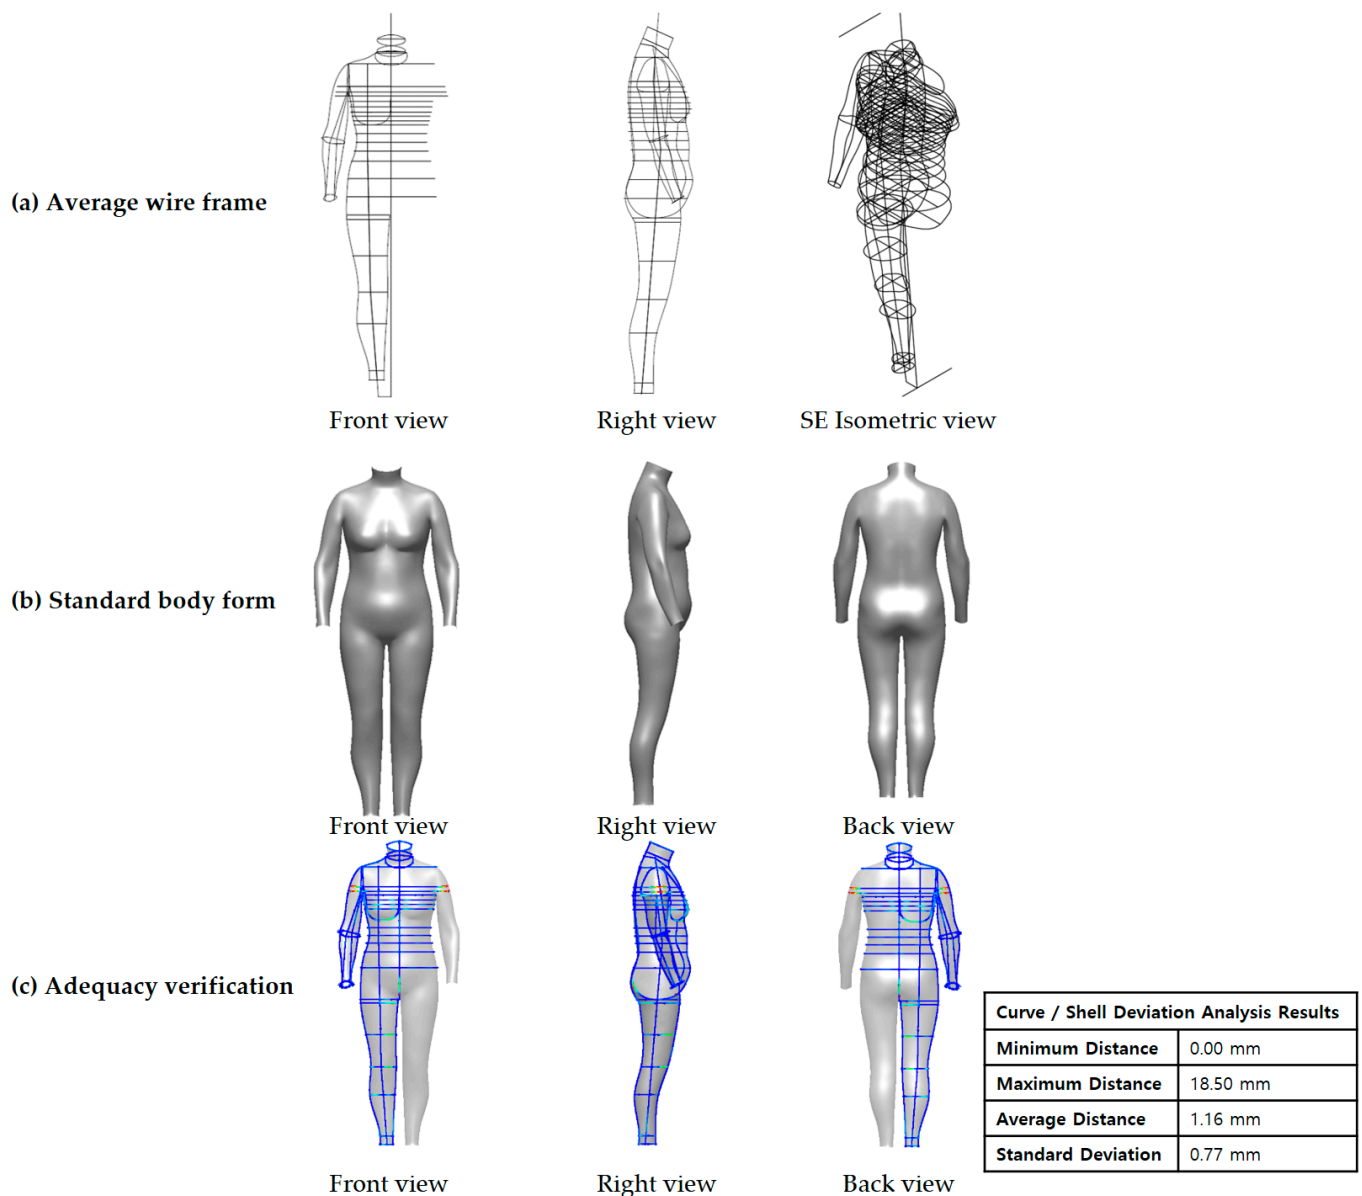 (a) Average wire frame
Front view
Right view
SE Isometric view
(b) Standard body form
Front view
Right view
Back view
(c) Adequacy verification
Curve / Shell Deviation Analysis Results
Minimum Distance 0.00 mm
Maximum Distance 18.50 mm
Average Distance 1.16 mm
Standard Deviation 0.77 mm
Front view
Right view
Back view